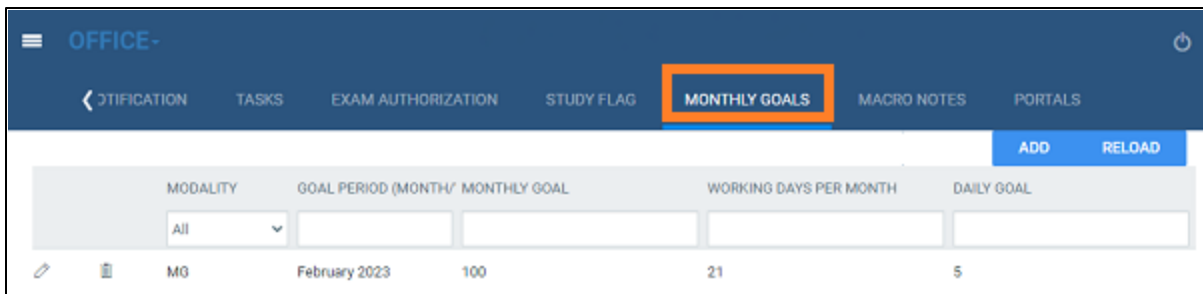 OFFICE-
OTIFICATION TASKS EXAM AUTHORIZATION STUDY FLAG MONTHLY GOALS MACRO NOTES PORTALS
ADD RELOAD
MODALITY GOAL PERIOD (MONTH/ MONTHLY GOAL WORKING DAYS PER MONTH DAILY GOAL
All
MG February 2023 100 21 5